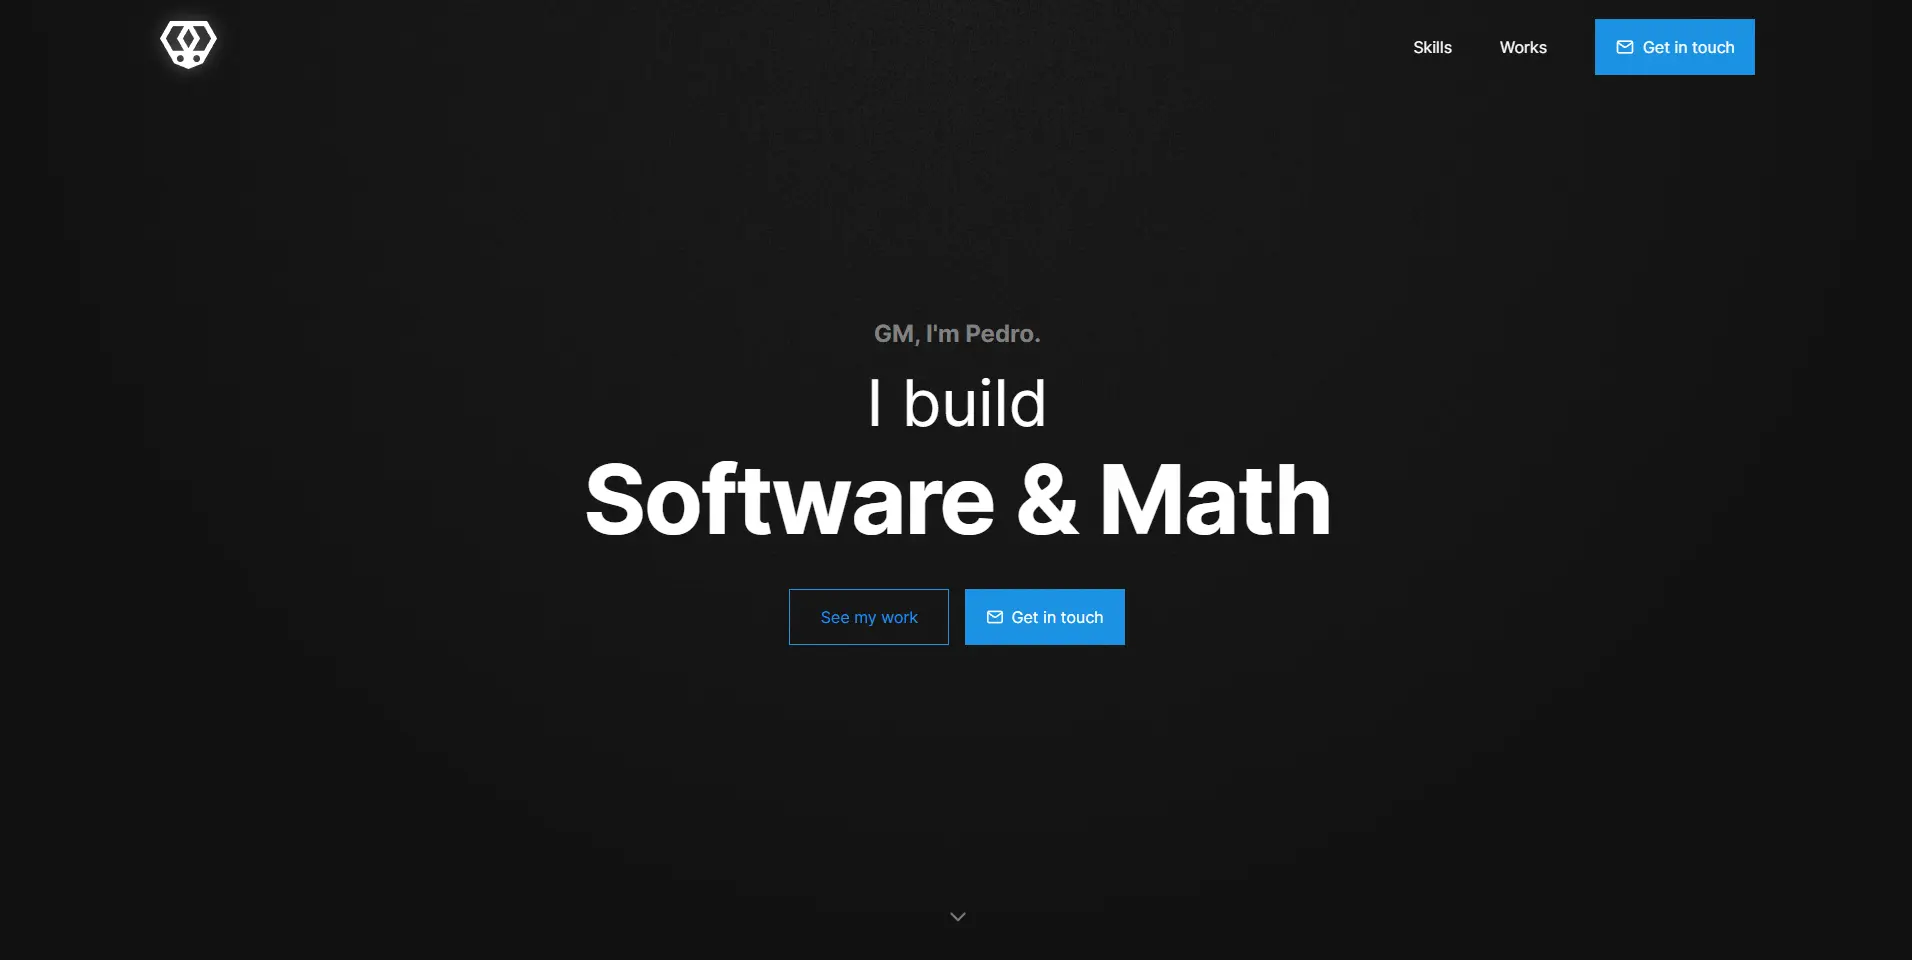 Skills
Works
Get in touch
GM, I'm Pedro.
I build
Software & Math
See my work
Get in touch